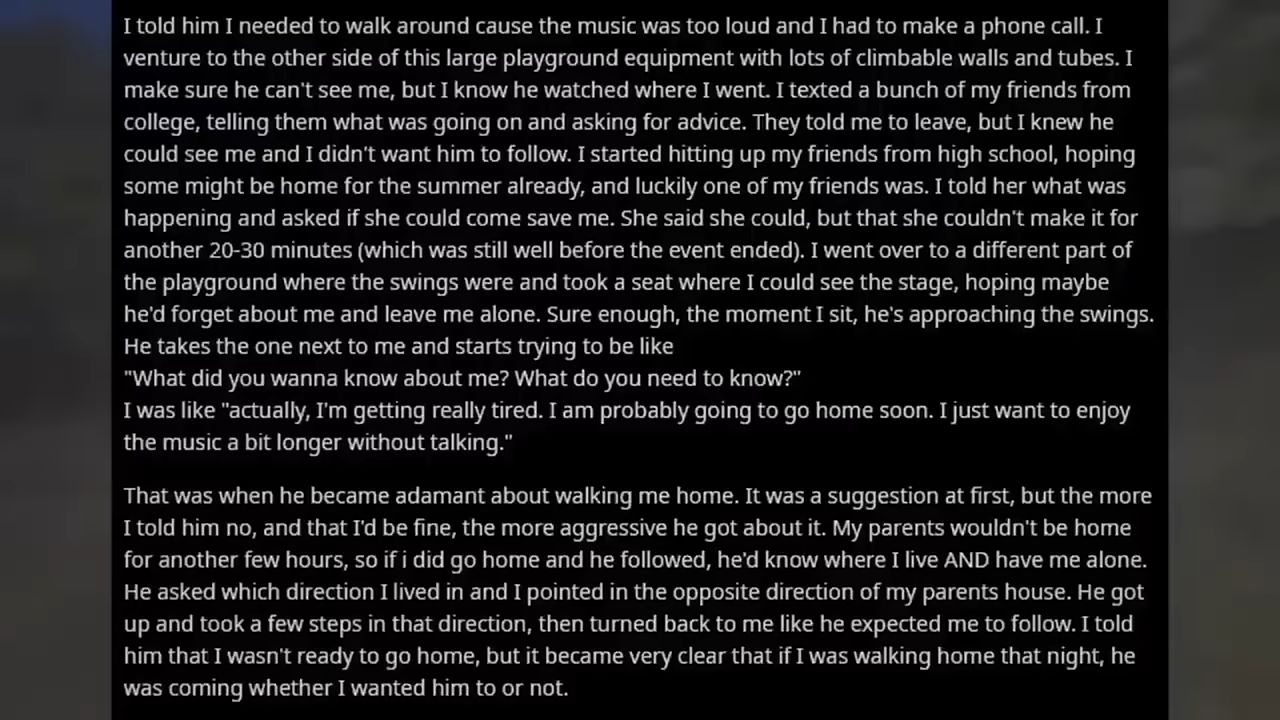 I told him I needed to walk around cause the music was too loud and I had to make a phone call. I
venture to the other side of this large playground equipment with lots of climbable walls and tubes. I
make sure he can't see me, but I know he watched where I went. I texted a bunch of my friends from
college, telling them what was going on and asking for advice. They told me to leave, but I knew he
could see me and I didn't want him to follow. I started hitting up my friends from high school, hoping
some might be home for the summer already, and luckily one of my friends was. I told her what was
happening and asked if she could come save me. She said she could, but that she couldn't make it for
another 20-30 minutes (which was still well before the event ended). I went over to a different part of
the playground where the swings were and took a seat where I could see the stage, hoping maybe
he'd forget about me and leave me alone. Sure enough, the moment I sit, he's approaching the swings.
He takes the one next to me and starts trying to be like
"What did you wanna know about me? What do you need to know?"
I was like "actually, I'm getting really tired. I am probably going to go home soon. I just want to enjoy
the music a bit longer without talking."
That was when he became adamant about walking me home. It was a suggestion at first, but the more
I told him no, and that I'd be fine, the more aggressive he got about it. My parents wouldn't be home
for another few hours, so if i did go home and he followed, he'd know where I live AND have me alone.
He asked which direction I lived in and I pointed in the opposite direction of my parents house. He got
up and took a few steps in that direction, then turned back to me like he expected me to follow. I told
him that I wasn't ready to go home, but it became very clear that if I was walking home that night, he
was coming whether I wanted him to or not.